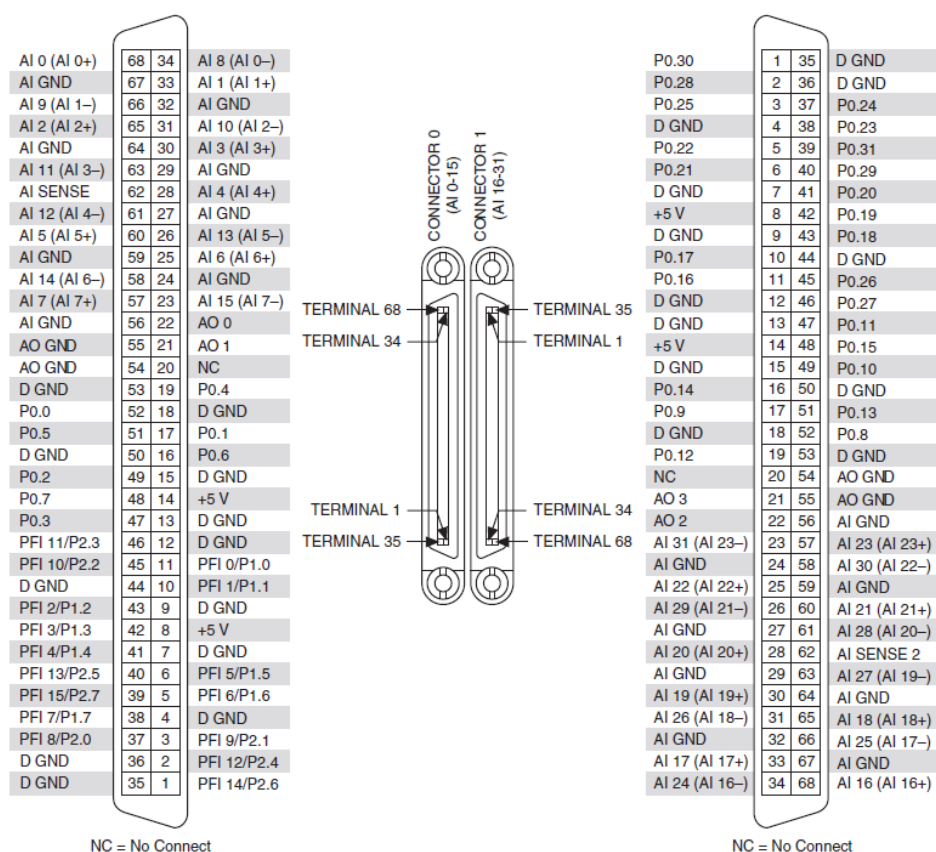 AI 0 (AI 0+) 68 34 AI 8 (AI 0–)
AI GND 67 33 AI 1 (AI 1+)
AI 9 (AI 1–) 66 32 AI GND
AI 2 (AI 2+) 65 31 AI 10 (AI 2–)
AI GND 64 30 AI 3 (AI 3+)
AI 11 (AI 3–) 63 29 AI GND
AI SENSE 62 28 AI 4 (AI 4+)
AI 12 (AI 4–) 61 27 AI GND
AI 5 (AI 5+) 60 26 AI 13 (AI 5–)
AI GND 59 25 AI 6 (AI 6+)
AI 14 (AI 6–) 58 24 AI GND
AI 7 (AI 7+) 57 23 AI 15 (AI 7–)
AI GND 56 22 AO 0
AO GND 55 21 AO 1
AO GND 54 20 NC
D GND 53 19 P0.4
P0.0 52 18 D GND
P0.5 51 17 P0.1
D GND 50 16 P0.6
P0.2 49 15 D GND
P0.7 48 14 +5 V
P0.3 47 13 D GND
PFI 11/P2.3 46 12 D GND
PFI 10/P2.2 45 11 PFI 0/P1.0
D GND 44 10 PFI 1/P1.1
PFI 2/P1.2 43 9 D GND
PFI 3/P1.3 42 8 +5 V
PFI 4/P1.4 41 7 D GND
PFI 13/P2.5 40 6 PFI 5/P1.5
PFI 15/P2.7 39 5 PFI 6/P1.6
PFI 7/P1.7 38 4 D GND
PFI 8/P2.0 37 3 PFI 9/P2.1
D GND 36 2 PFI 12/P2.4
D GND 35 1 PFI 14/P2.6
NC = No Connect
CONNECTOR 0
(AI 0-15)
CONNECTOR 1
(AI 16-31)
TERMINAL 68
TERMINAL 34
TERMINAL 35
TERMINAL 1
TERMINAL 1
TERMINAL 35
TERMINAL 34
TERMINAL 68
P0.30 1 35 D GND
P0.28 2 36 D GND
P0.25 3 37 P0.24
D GND 4 38 P0.23
P0.22 5 39 P0.31
P0.21 6 40 P0.29
D GND 7 41 P0.20
+5 V 8 42 P0.19
D GND 9 43 P0.18
P0.17 10 44 D GND
P0.16 11 45 P0.26
D GND 12 46 P0.27
D GND 13 47 P0.11
+5 V 14 48 P0.15
D GND 15 49 P0.10
P0.14 16 50 D GND
P0.9 17 51 P0.13
D GND 18 52 P0.8
P0.12 19 53 D GND
NC 20 54 AO GND
AO 3 21 55 AO GND
AO 2 22 56 AI GND
AI 31 (AI 23–) 23 57 AI 23 (AI 23+)
AI GND 24 58 AI 30 (AI 22–)
AI 22 (AI 22+) 25 59 AI GND
AI 29 (AI 21–) 26 60 AI 21 (AI 21+)
AI GND 27 61 AI 28 (AI 20–)
AI 20 (AI 20+) 28 62 AI SENSE 2
AI GND 29 63 AI 27 (AI 19–)
AI 19 (AI 19+) 30 64 AI GND
AI 26 (AI 18–) 31 65 AI 18 (AI 18+)
AI GND 32 66 AI 25 (AI 17–)
AI 17 (AI 17+) 33 67 AI GND
AI 24 (AI 16–) 34 68 AI 16 (AI 16+)
NC = No Connect